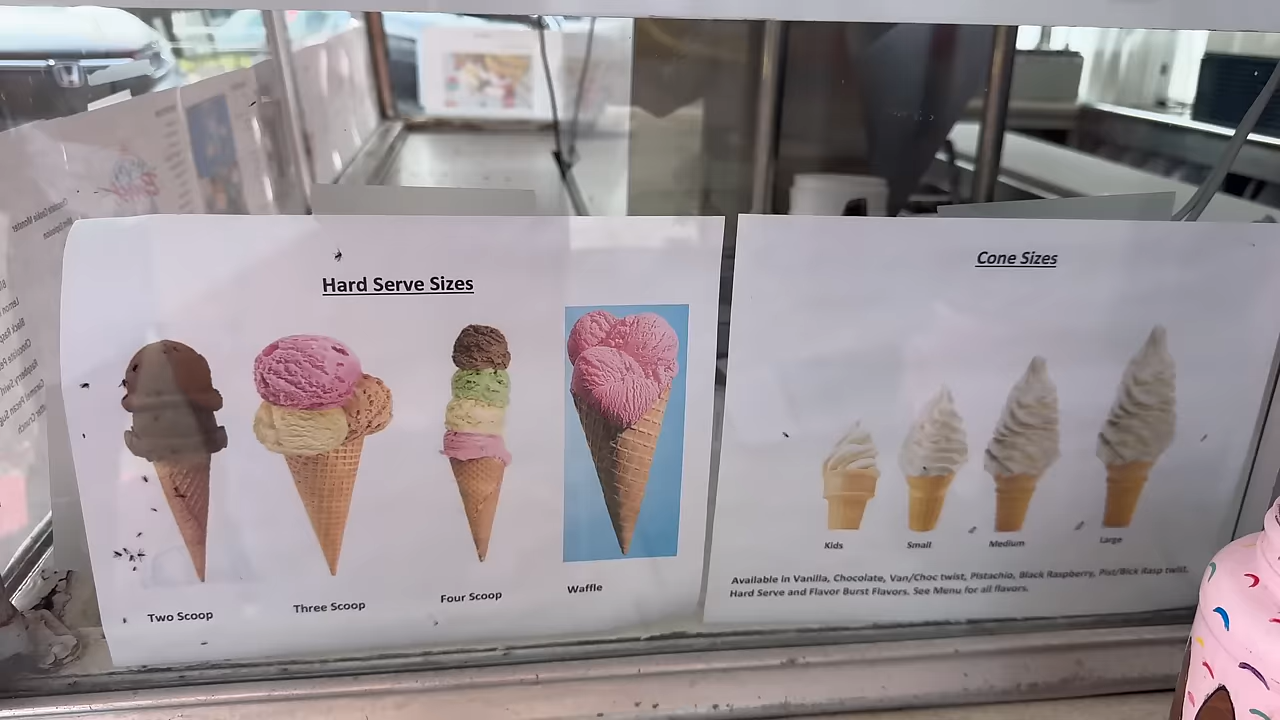 Hard Serve Sizes
Two Scoop
Three Scoop
Four Scoop
Waffle
Cone Sizes
Kids
Small
Medium
Large
Available in Vanilla, Chocolate, Van/Choc twist, Pistachio, Black Raspberry, Pist/Blck Rasp twist.
Hard Serve and Flavor Burst Flavors. See Menu for all flavors.